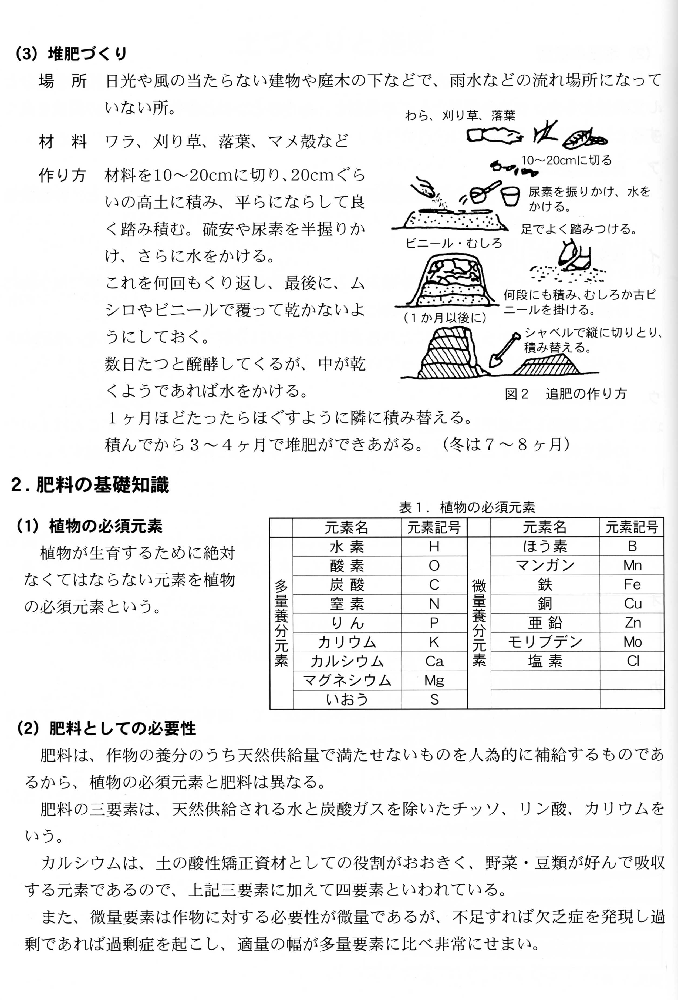 (3) 堆肥づくり
場　所　日光や風の当たらない建物や庭木の下などで、雨水などの流れ場所になって
いない所。
材　料　ワラ、刈り草、落葉、マメ殻など
作り方　材料を10～20cmに切り、20cmぐら
いの高土に積み、平らにならして良
く踏み積む。硫安や尿素を半握りか
け、さらに水をかける。
これを何回もくり返し、最後に、ム
シロやビニールで覆って乾かないよ
うにしておく。
数日たつと醗酵してくるが、中が乾
くようであれば水をかける。
１ヶ月ほどたったらほぐすように隣に積み替える。
積んでから３～４ヶ月で堆肥ができあがる。（冬は７～８ヶ月）
わら、刈り草、落葉
10～20cmに切る
尿素を振りかけ、水を
かける。
足でよく踏みつける。
ビニール・むしろ
何段にも積み、むしろか古ビ
ニールを掛ける。
（１か月以後に）
シャベルで縦に切りとり、
積み替える。
図２　追肥の作り方
2. 肥料の基礎知識
(1) 植物の必須元素
植物が生育するために絶対
なくてはならない元素を植物
の必須元素という。
表１．植物の必須元素
元素名　元素記号　元素名　元素記号
多量養分元素
微量養分元素
水素　H　ほう素　B
酸素　O　マンガン　Mn
炭酸　C　鉄　Fe
窒素　N　銅　Cu
りん　P　亜鉛　Zn
カリウム　K　モリブデン　Mo
カルシウム　Ca　塩素　Cl
マグネシウム　Mg
いおう　S
(2) 肥料としての必要性
肥料は、作物の養分のうち天然供給量で満たせないものを人為的に補給するものであ
るから、植物の必須元素と肥料は異なる。
肥料の三要素は、天然供給される水と炭酸ガスを除いたチッソ、リン酸、カリウムを
いう。
カルシウムは、土の酸性矯正資材としての役割がおおきく、野菜・豆類が好んで吸収
する元素であるので、上記三要素に加えて四要素といわれている。
また、微量要素は作物に対する必要性が微量であるが、不足すれば欠乏症を発現し過
剰であれば過剰症を起こし、適量の幅が多量要素に比べ非常にせまい。